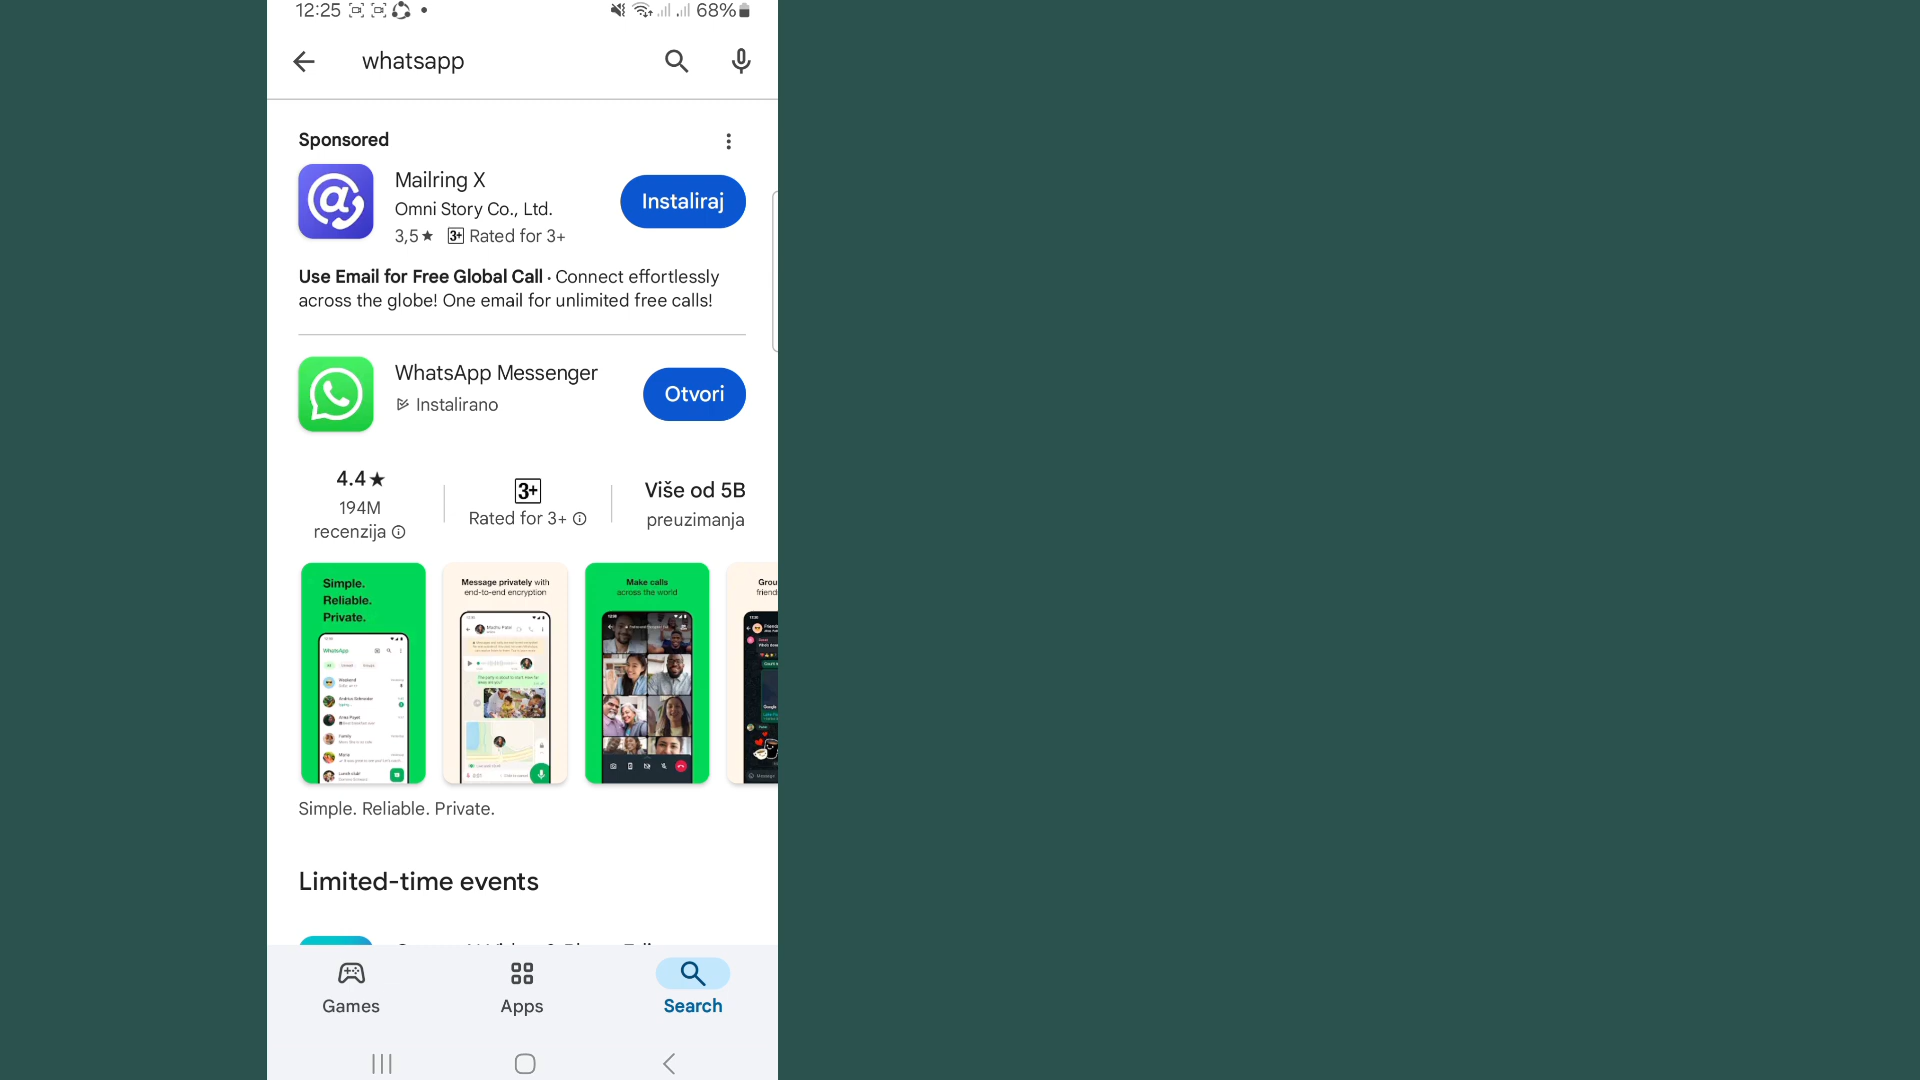 12:25
68%
whatsapp
Sponsored
Mailring X
Instaliraj
Omni Story Co., Ltd.
3,5★ 3+ Rated for 3+
Use Email for Free Global Call · Connect effortlessly
across the globe! One email for unlimited free calls!
WhatsApp Messenger
Instalirano
Otvori
4.4★
194M
recenzija
3+
Rated for 3+
Više od 5B
preuzimanja
Simple.
Reliable.
Private.
WhatsApp
Message privately with
end-to-end encryption
Make calls
across the world
Simple. Reliable. Private.
Limited-time events
Games
Apps
Search